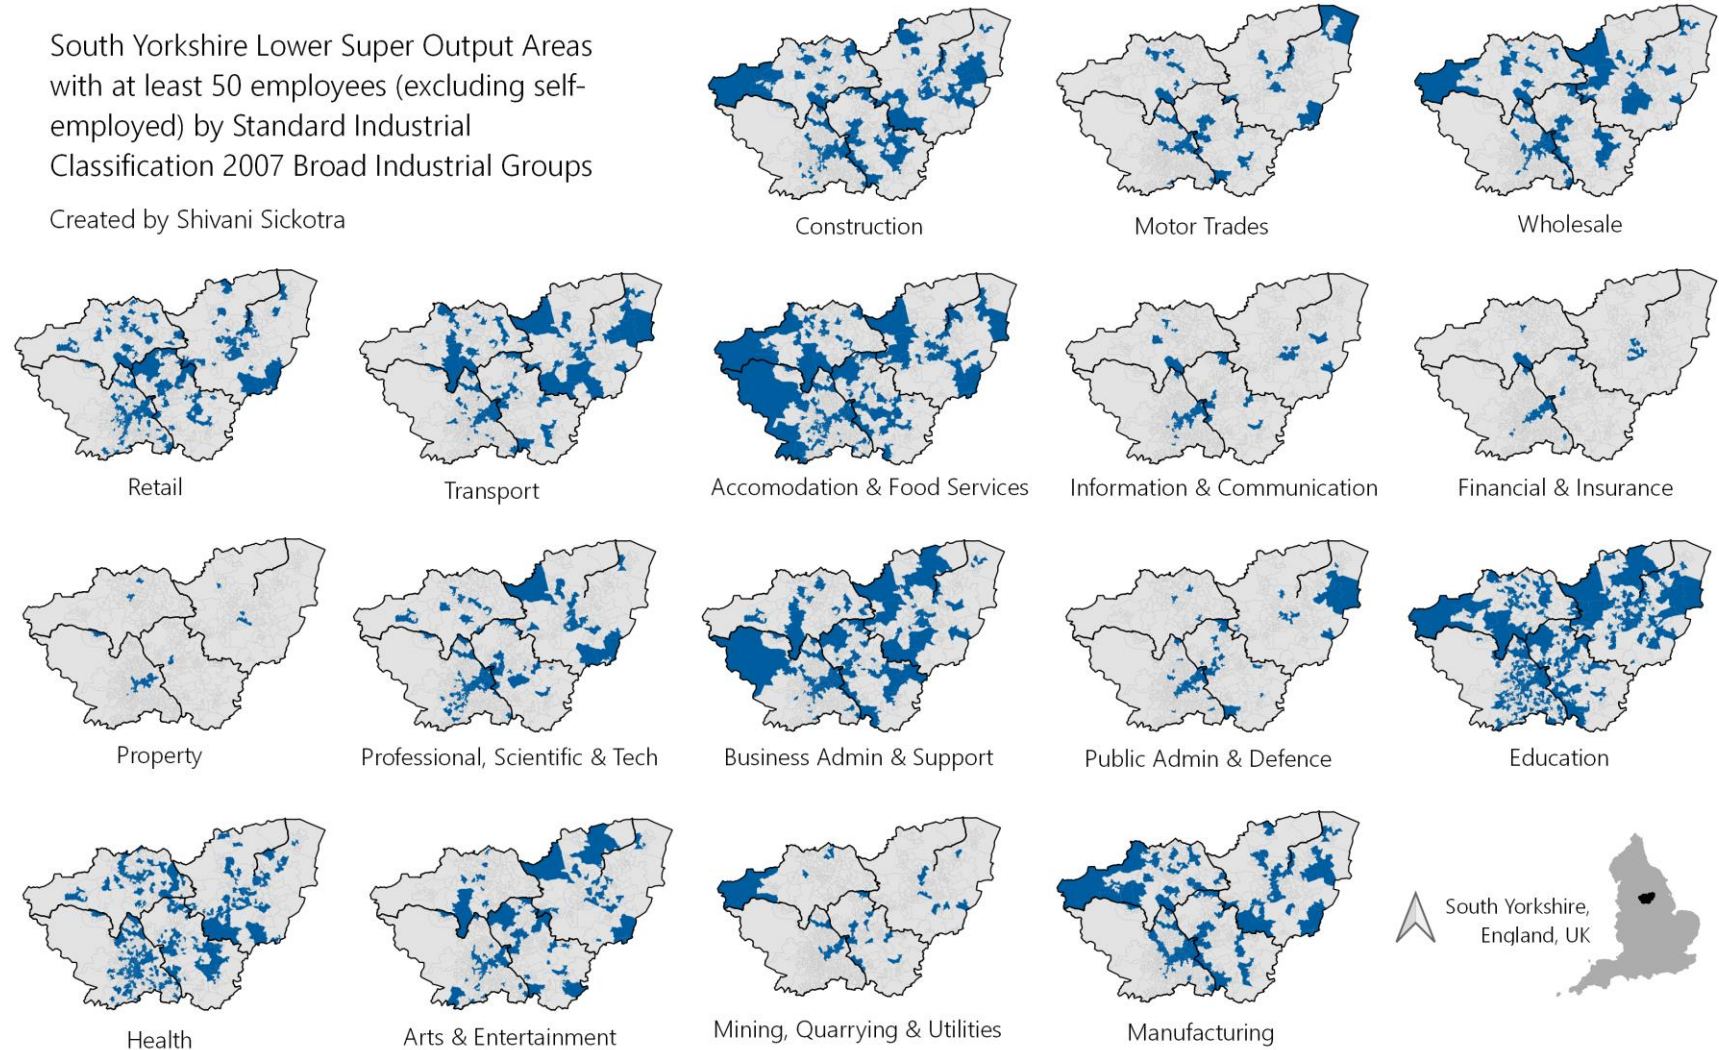 South Yorkshire Lower Super Output Areas
with at least 50 employees (excluding self-
employed) by Standard Industrial
Classification 2007 Broad Industrial Groups
Created by Shivani Sickotra
Construction
Motor Trades
Wholesale
Retail
Transport
Accomodation & Food Services
Information & Communication
Financial & Insurance
Property
Professional, Scientific & Tech
Business Admin & Support
Public Admin & Defence
Education
Health
Arts & Entertainment
Mining, Quarrying & Utilities
Manufacturing
South Yorkshire,
England, UK